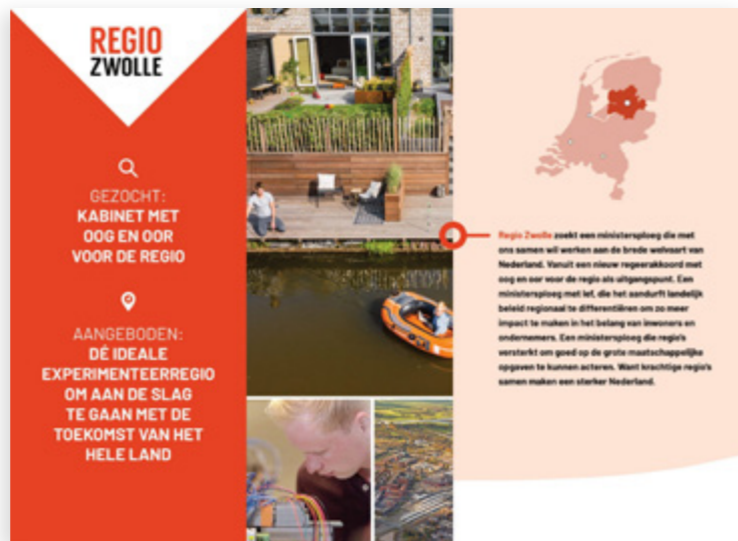 REGIO
ZWOLLE
GEZOCHT:
KABINET MET
OOG EN OOR
VOOR DE REGIO
AANGEBODEN:
DÉ IDEALE
EXPERIMENTEERREGIO
OM AAN DE SLAG
TE GAAN MET DE
TOEKOMST VAN HET
HELE LAND
Regio Zwolle zoekt een ministersploeg die met
ons samen wil werken aan de brede welvaart van
Nederland. Vanuit een nieuw regeerakkoord met
oog en oor voor de regio als uitgangspunt. Een
ministersploeg met lef, die het aandurft landelijk
beleid regionaal te differentiëren om zo meer
impact te maken in het belang van inwoners en
ondernemers. Een ministersploeg die regio's
versterkt om goed op de grote maatschappelijke
opgaven te kunnen acteren. Want krachtige regio's
samen maken een sterker Nederland.